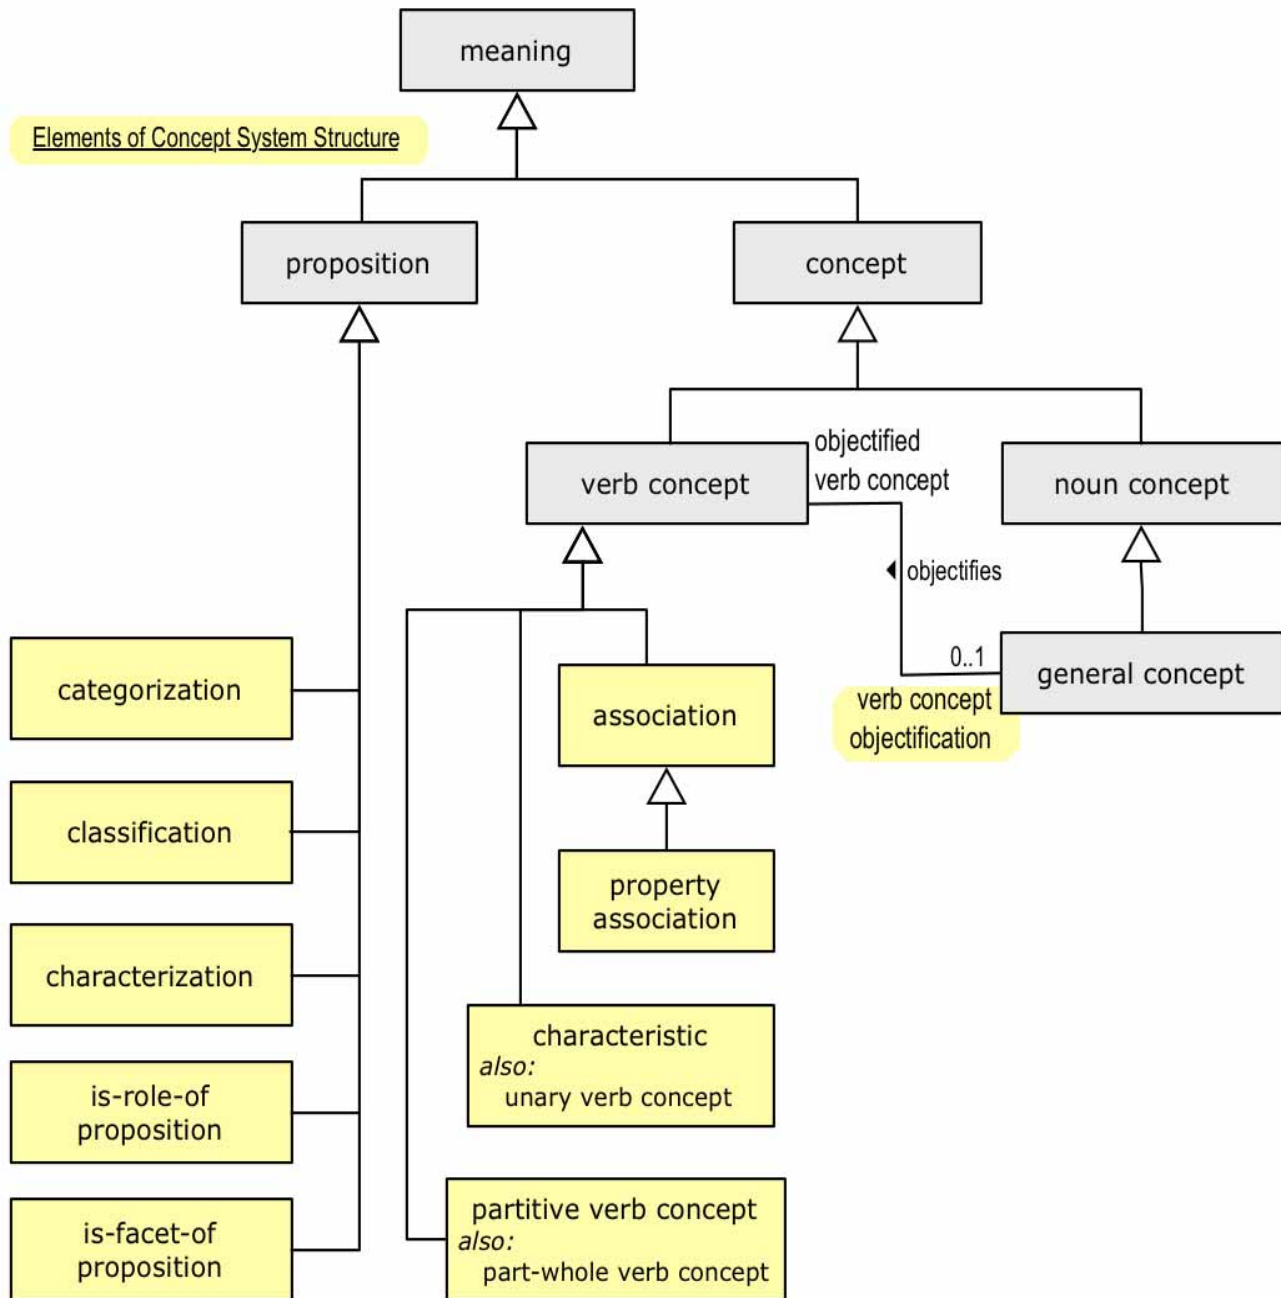 meaning
Elements of Concept System Structure
proposition
concept
verb concept
objectified
verb concept
noun concept
objectifies
0..1
general concept
verb concept
objectification
categorization
association
classification
property
association
characterization
characteristic
also:
unary verb concept
is-role-of
proposition
partitive verb concept
also:
part-whole verb concept
is-facet-of
proposition